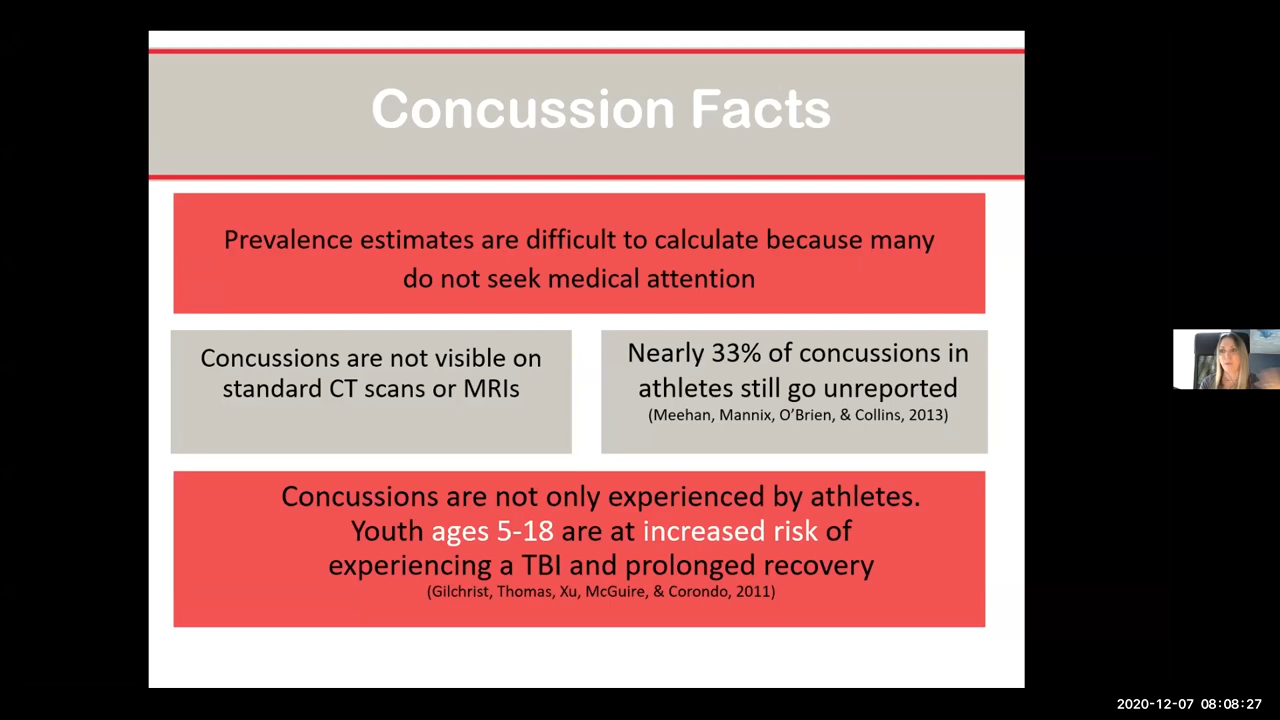 Concussion Facts
Prevalence estimates are difficult to calculate because many
do not seek medical attention
Concussions are not visible on
standard CT scans or MRIs
Nearly 33% of concussions in
athletes still go unreported
(Meehan, Mannix, O’Brien, & Collins, 2013)
Concussions are not only experienced by athletes.
Youth ages 5-18 are at increased risk of
experiencing a TBI and prolonged recovery
(Gilchrist, Thomas, Xu, McGuire, & Corondo, 2011)
2020-12-07 08:08:27